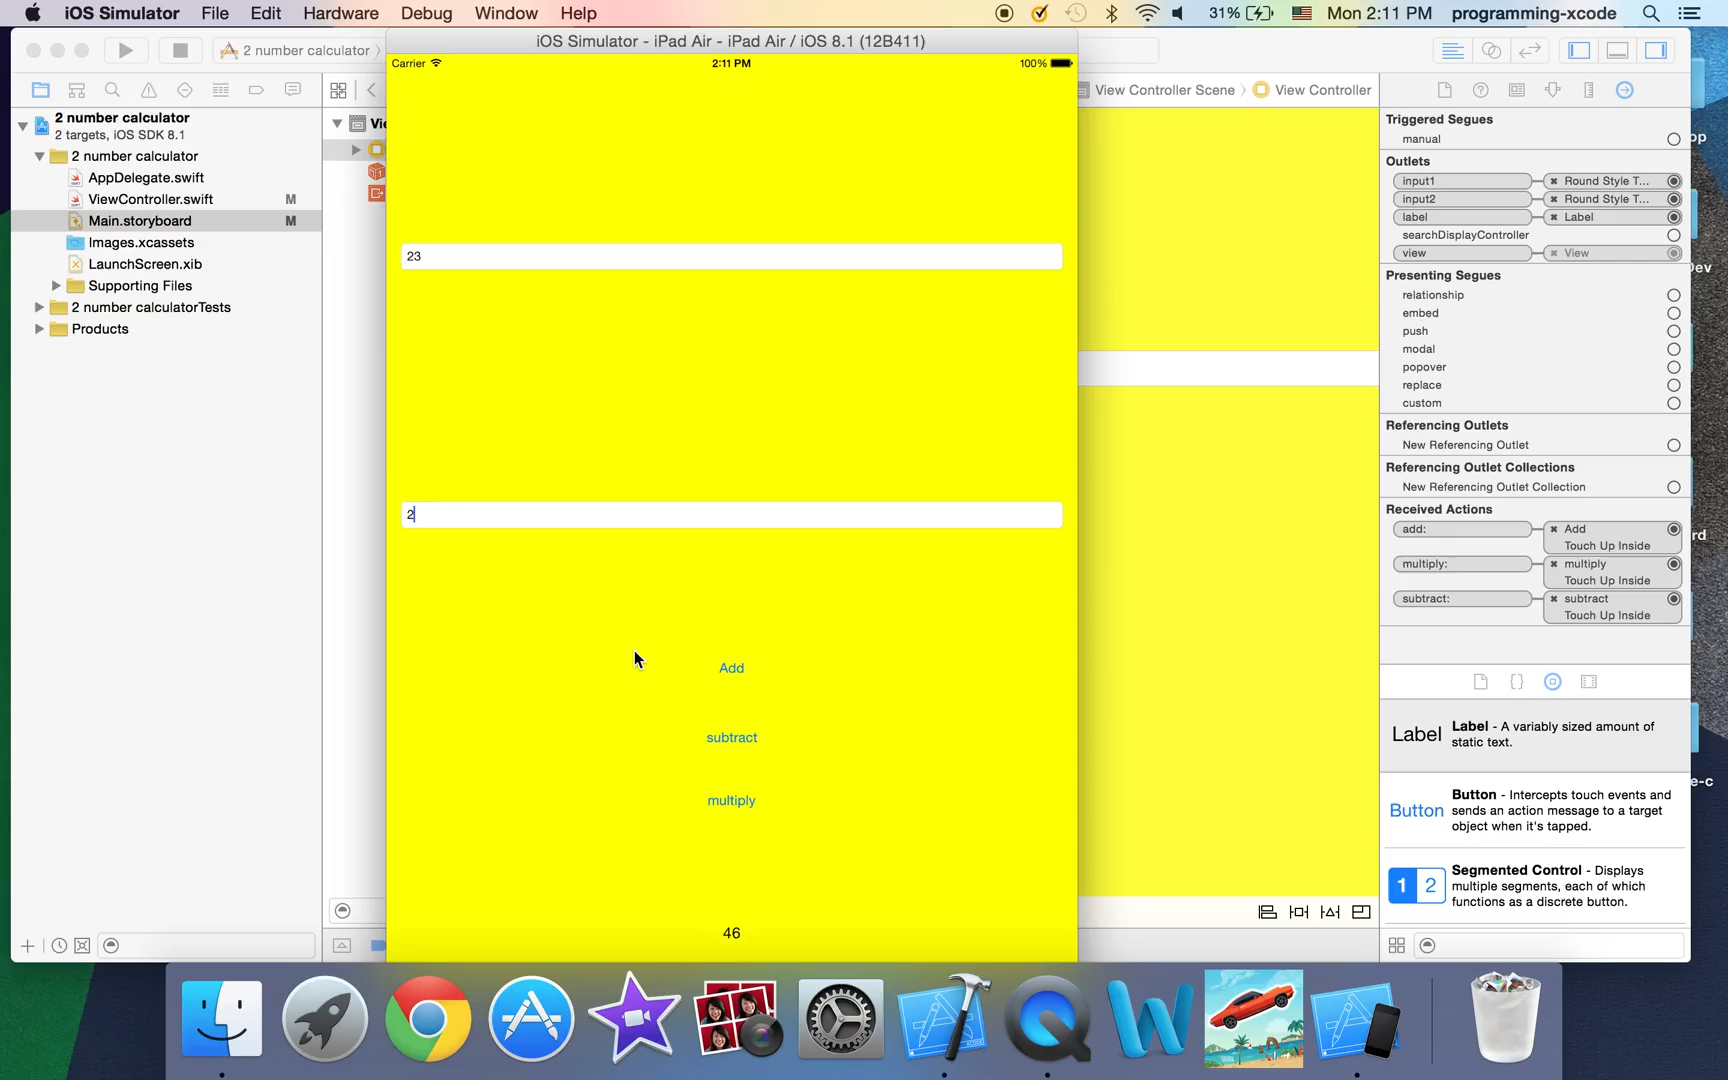 iOS Simulator File Edit Hardware Debug Window Help 31% Mon 2:11 PM programming-xcode
iOS Simulator - iPad Air - iPad Air / iOS 8.1 (12B411)
2 number calculator
Carrier 2:11 PM 100%
View Controller Scene View Controller
2 number calculator
2 targets, iOS SDK 8.1
2 number calculator
AppDelegate.swift
ViewController.swift M
Main.storyboard M
Images.xcassets
LaunchScreen.xib
Supporting Files
2 number calculatorTests
Products
Vie
23
2
Add
subtract
multiply
46
Triggered Segues
manual
Outlets
input1 Round Style T...
input2 Round Style T...
label Label
searchDisplayController
view View
Presenting Segues
relationship
embed
push
modal
popover
replace
custom
Referencing Outlets
New Referencing Outlet
Referencing Outlet Collections
New Referencing Outlet Collection
Received Actions
add: Add
Touch Up Inside
multiply: multiply
Touch Up Inside
subtract: subtract
Touch Up Inside
Label Label - A variably sized amount of
static text.
Button - Intercepts touch events and
Button sends an action message to a target
object when it's tapped.
Segmented Control - Displays
1 2 multiple segments, each of which
functions as a discrete button.
op
Dev
rd
e-c